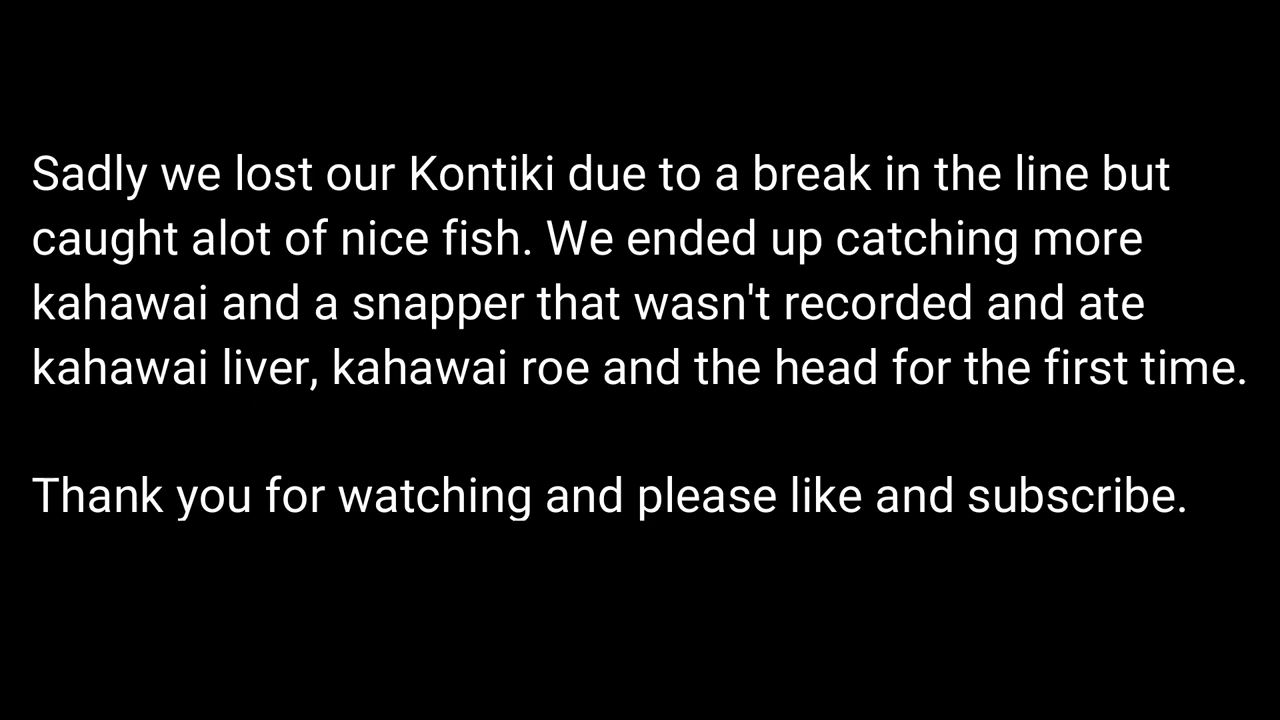 Sadly we lost our Kontiki due to a break in the line but
caught alot of nice fish. We ended up catching more
kahawai and a snapper that wasn't recorded and ate
kahawai liver, kahawai roe and the head for the first time.
Thank you for watching and please like and subscribe.